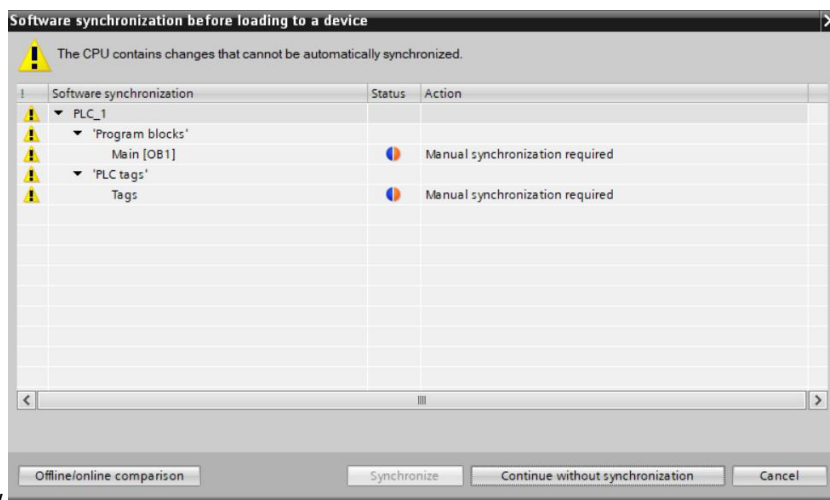 Software synchronization before loading to a device
The CPU contains changes that cannot be automatically synchronized.
! Software synchronization Status Action
PLC_1
'Program blocks'
Main [OB1] Manual synchronization required
'PLC tags'
Tags Manual synchronization required
Offline/online comparison Synchronize Continue without synchronization Cancel